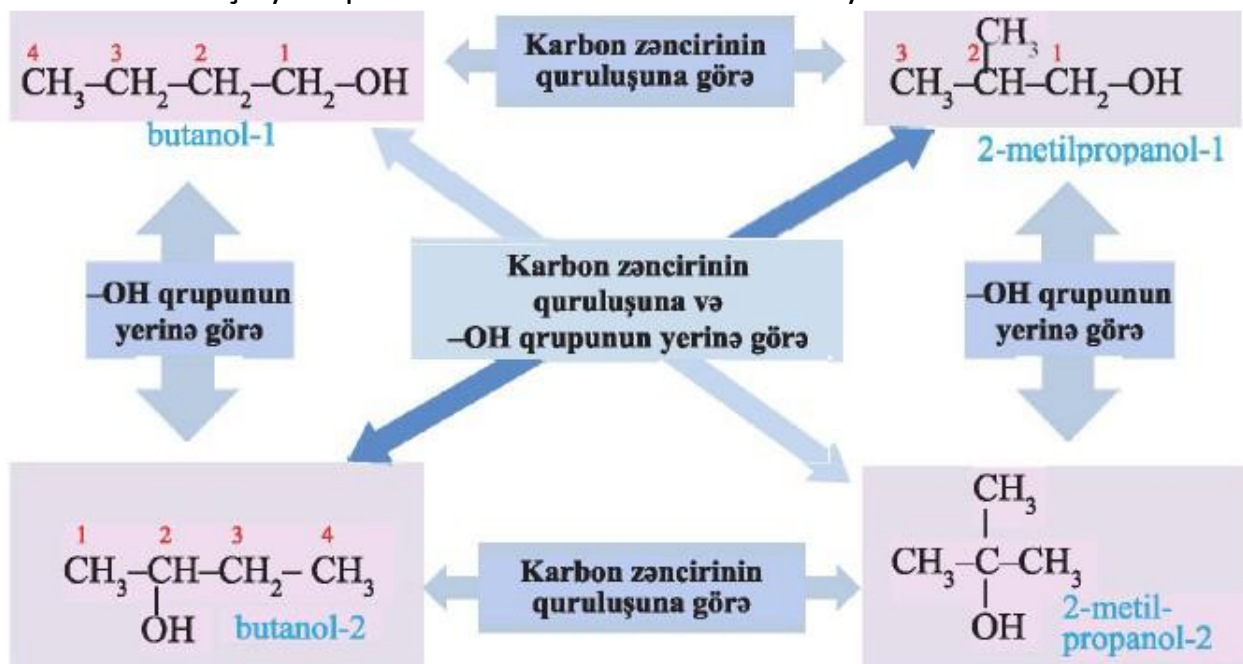 4 3 2 1
CH₃–CH₂–CH₂–CH₂–OH
butanol-1
Karbon zəncirinin
quruluşuna görə
CH₃
3 2 1
CH₃–CH–CH₂–OH
2-metilpropanol-1
–OH qrupunun
yerinə görə
Karbon zəncirinin
quruluşuna və
–OH qrupunun yerinə görə
–OH qrupunun
yerinə görə
1 2 3 4
CH₃–CH–CH₂–CH₃
OH
butanol-2
Karbon zəncirinin
quruluşuna görə
CH₃
CH₃–C–CH₃
OH
2-metil-
propanol-2